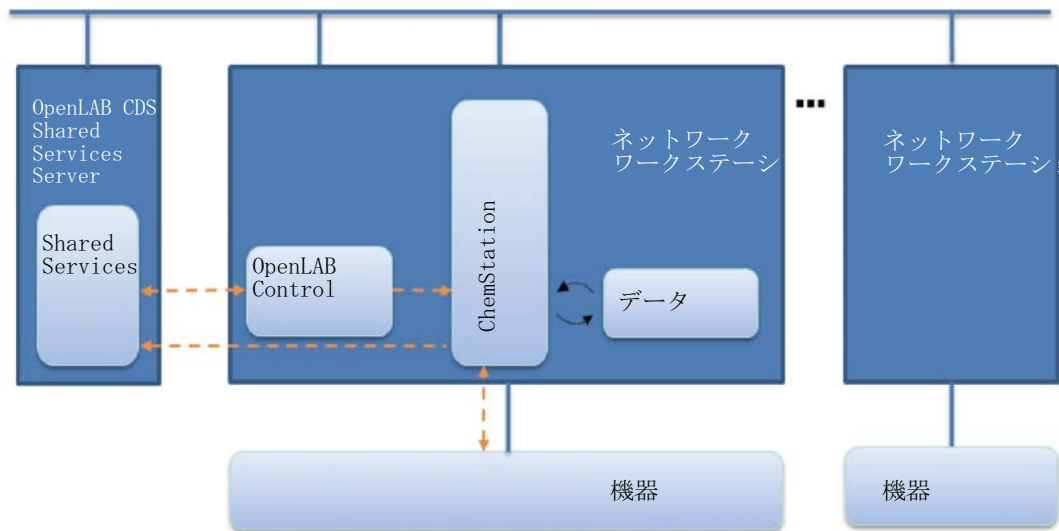 OpenLAB CDS
Shared
Services
Server
Shared
Services
OpenLAB
Control
ChemStation
データ
ネットワーク
ワークステーシ
ネットワーク
ワークステーショ
機器
機器